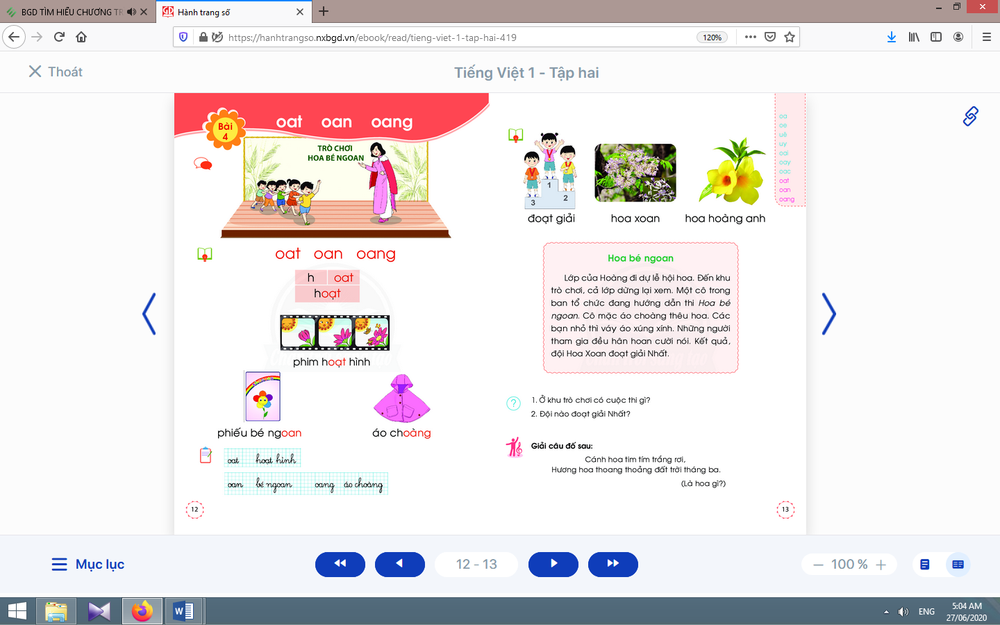 BGD TÌM HIỂU CHƯƠNG TR
Hành trang số
https://hanhtrangso.nxbgd.vn/ebook/read/tieng-viet-1-tap-hai-419
120%
Thoát
Tiếng Việt 1 - Tập hai
Bài
4
oat oan oang
TRÒ CHƠI
HOA BÉ NGOAN
oat oan oang
h oat
hoạt
phim hoạt hình
phiếu bé ngoan
áo choàng
oat hoạt hình
oan bé ngoan oang áo choàng
12
oa
oe
uê
uy
oai
oay
oac
oat
oan
oang
1
2
3
đoạt giải
hoa xoan
hoa hoàng anh
Hoa bé ngoan
Lớp của Hoàng đi dự lễ hội hoa. Đến khu
trò chơi, cả lớp dừng lại xem. Một cô trong
ban tổ chức đang hướng dẫn thi Hoa bé
ngoan. Cô mặc áo choàng thêu hoa. Các
bạn nhỏ thì váy áo xúng xính. Những người
tham gia đều hân hoan cười nói. Kết quả,
đội Hoa Xoan đoạt giải Nhất.
?
1. Ở khu trò chơi có cuộc thi gì?
2. Đội nào đoạt giải Nhất?
Giải câu đố sau:
Cánh hoa tim tím trắng rơi,
Hương hoa thoang thoảng đất trời tháng ba.
(Là hoa gì?)
13
Mục lục
12 - 13
100 %
ENG
5:04 AM
27/06/2020